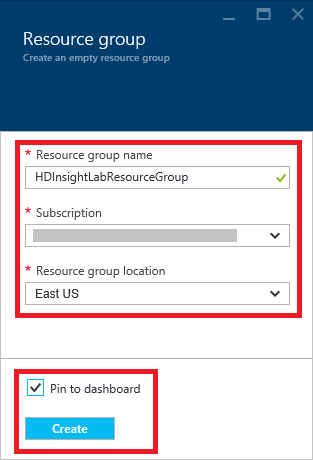 Resource group
Create an empty resource group
* Resource group name
HDInsightLabResourceGroup
* Subscription
* Resource group location
East US
Pin to dashboard
Create